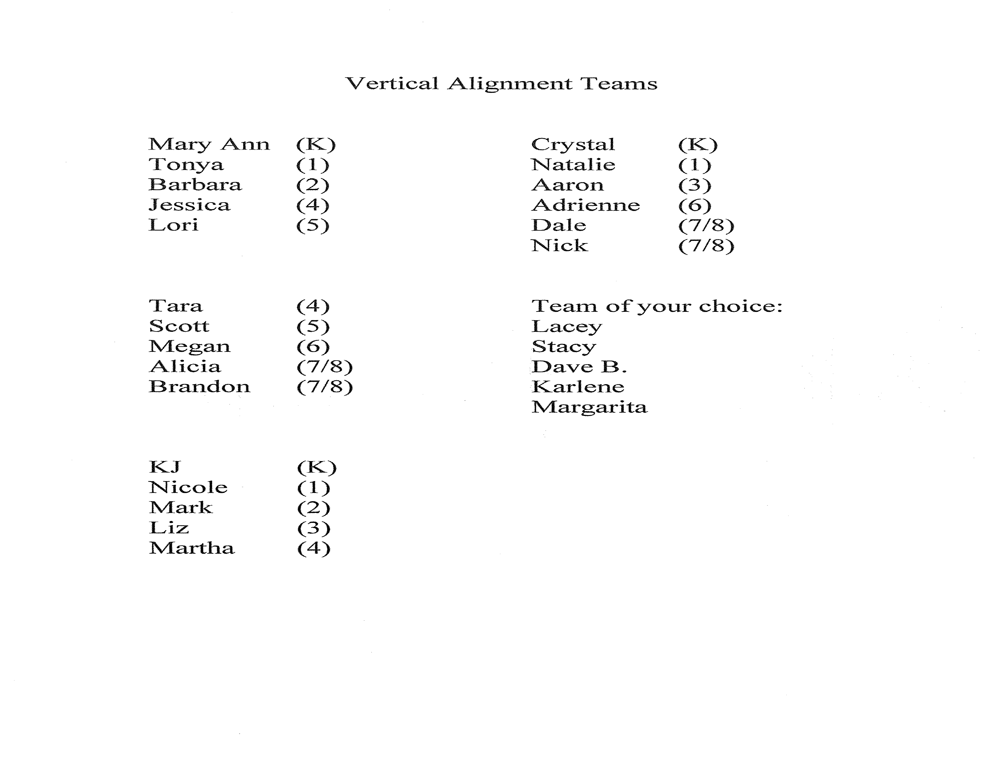 Vertical Alignment Teams
Mary Ann (K)
Tonya (1)
Barbara (2)
Jessica (4)
Lori (5)
Crystal (K)
Natalie (1)
Aaron (3)
Adrienne (6)
Dale (7/8)
Nick (7/8)
Tara (4)
Scott (5)
Megan (6)
Alicia (7/8)
Brandon (7/8)
Team of your choice:
Lacey
Stacy
Dave B.
Karlene
Margarita
KJ (K)
Nicole (1)
Mark (2)
Liz (3)
Martha (4)